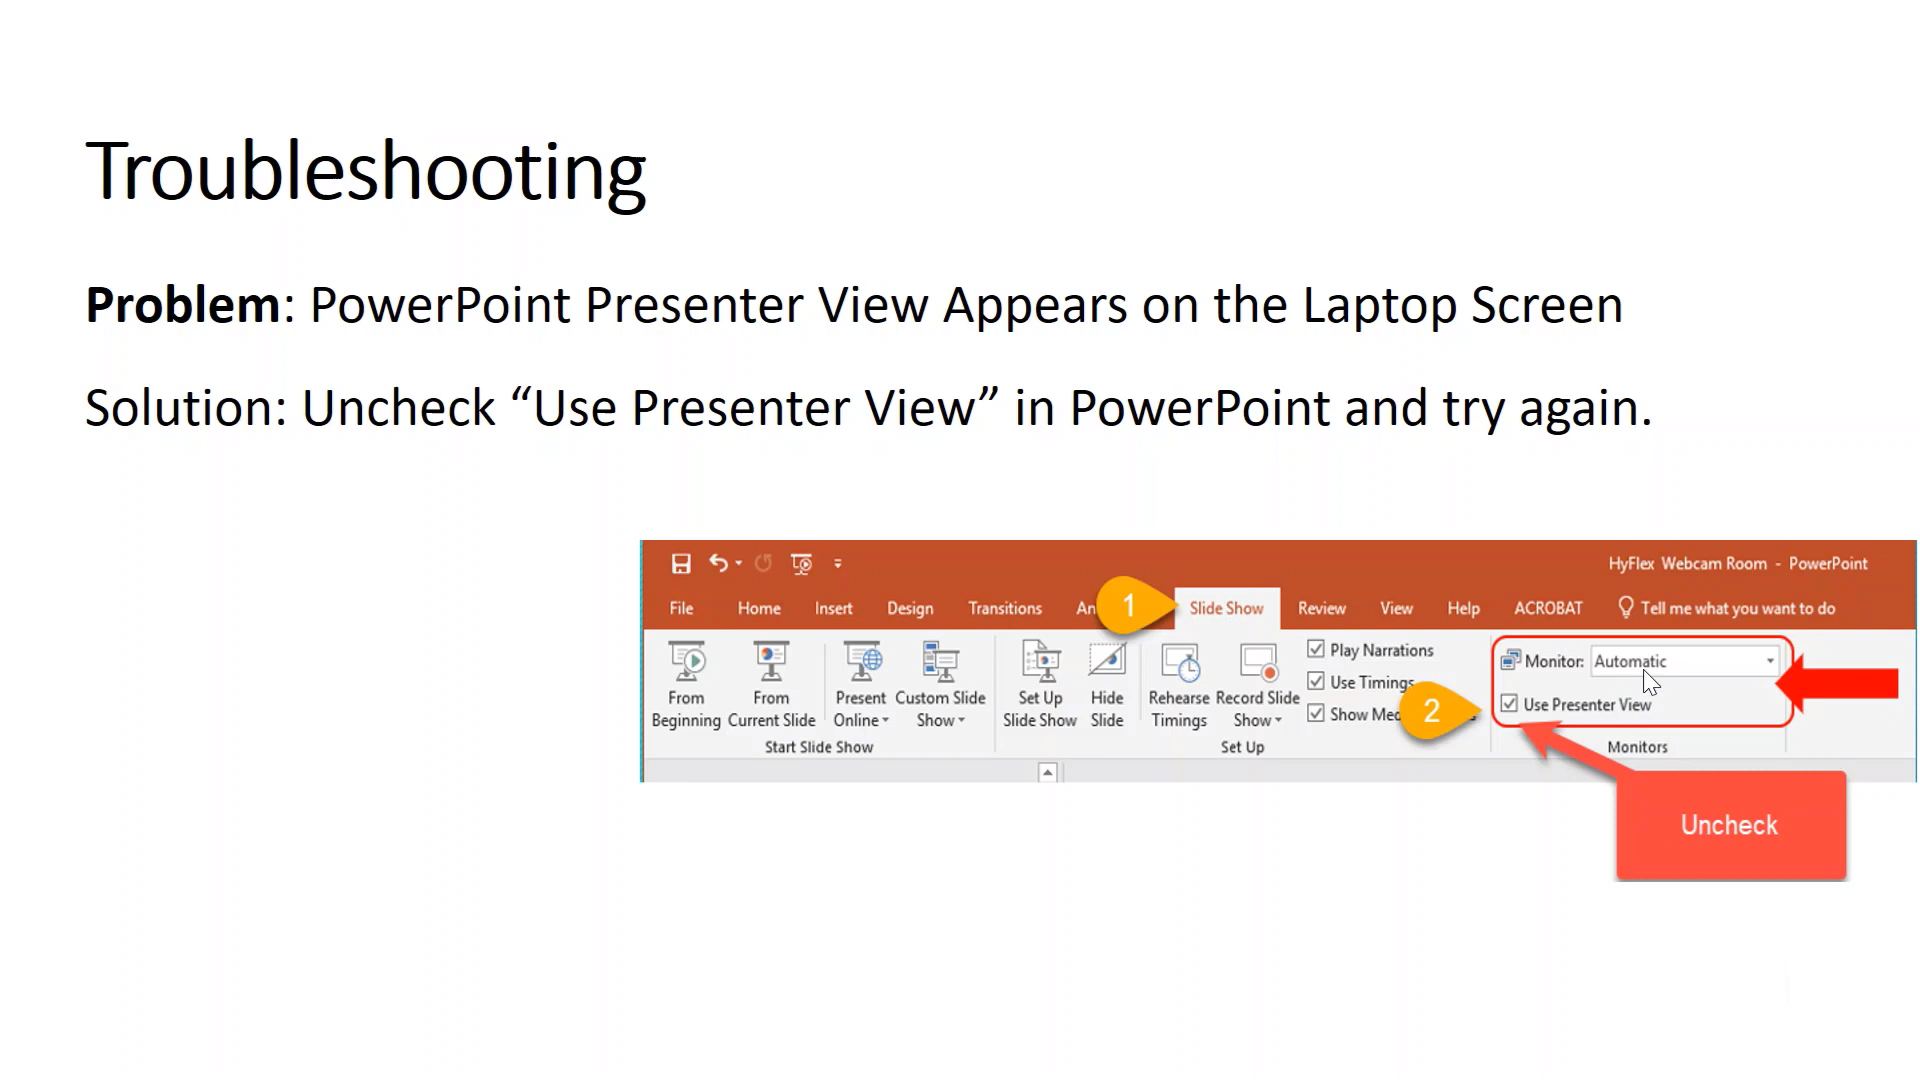 Troubleshooting
Problem: PowerPoint Presenter View Appears on the Laptop Screen
Solution: Uncheck “Use Presenter View” in PowerPoint and try again.
HyFlex Webcam Room - PowerPoint
File Home Insert Design Transitions 1 Slide Show Review View Help ACROBAT Tell me what you want to do
From Beginning
From Current Slide
Present Online
Custom Slide Show
Start Slide Show
Set Up Slide Show
Hide Slide
Rehearse Timings
Record Slide Show
Play Narrations
Use Timings
Show
Set Up
2
Monitor: Automatic
Use Presenter View
Monitors
Uncheck